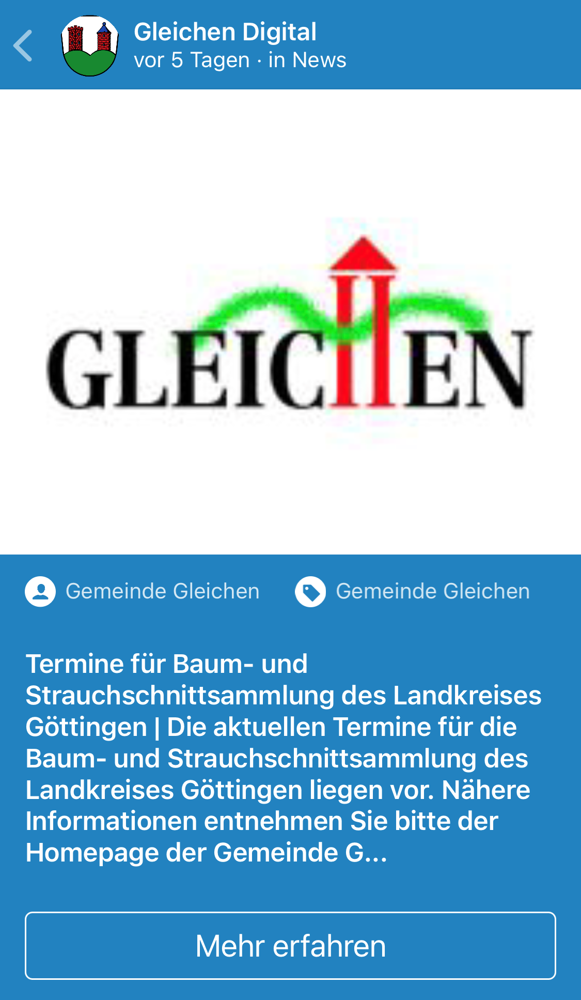 Gleichen Digital
vor 5 Tagen · in News
GLEICHEN
Gemeinde Gleichen
Gemeinde Gleichen
Termine für Baum- und
Strauchschnittsammlung des Landkreises
Göttingen | Die aktuellen Termine für die
Baum- und Strauchschnittsammlung des
Landkreises Göttingen liegen vor. Nähere
Informationen entnehmen Sie bitte der
Homepage der Gemeinde G...
Mehr erfahren